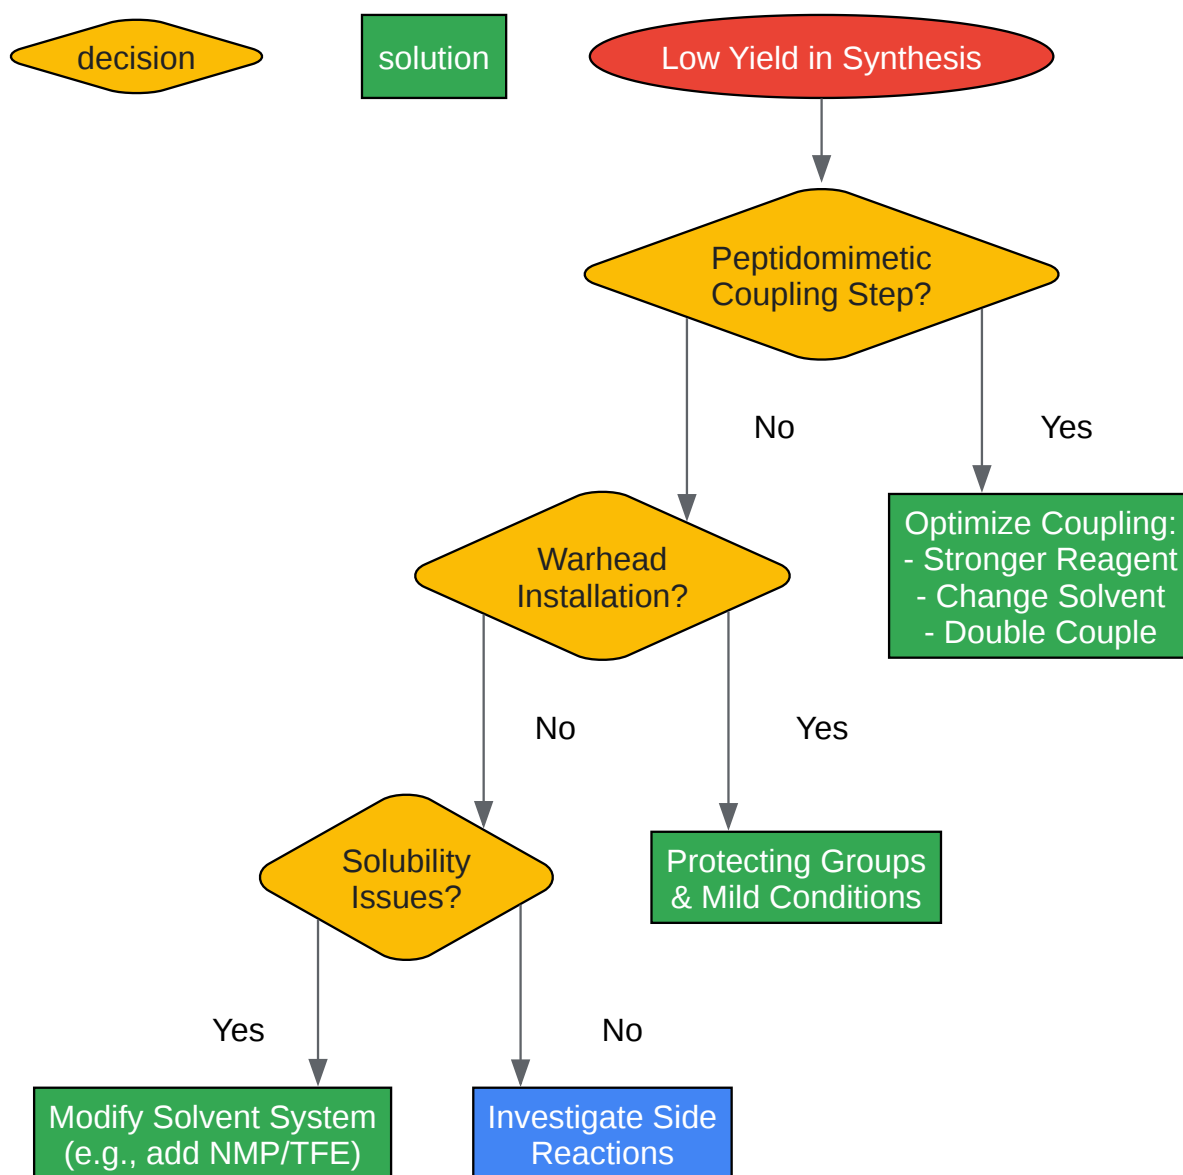 decision
solution
Low Yield in Synthesis
Peptidomimetic
Coupling Step?
No
Yes
Optimize Coupling:
- Stronger Reagent
- Change Solvent
- Double Couple
Warhead
Installation?
No
Yes
Protecting Groups
& Mild Conditions
Solubility
Issues?
Yes
No
Modify Solvent System
(e.g., add NMP/TFE)
Investigate Side
Reactions